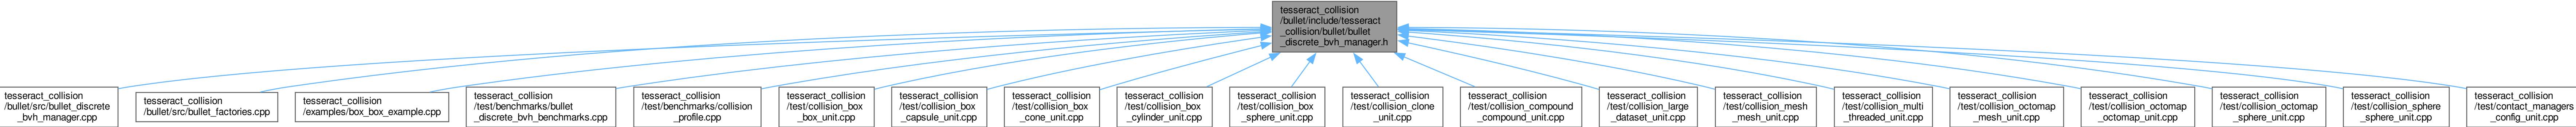 tesseract_collision
/bullet/include/tesseract
_collision/bullet/bullet
_discrete_bvh_manager.h
tesseract_collision
/bullet/src/bullet_discrete
_bvh_manager.cpp
tesseract_collision
/bullet/src/bullet_factories.cpp
tesseract_collision
/examples/box_box_example.cpp
tesseract_collision
/test/benchmarks/bullet
_discrete_bvh_benchmarks.cpp
tesseract_collision
/test/benchmarks/collision
_profile.cpp
tesseract_collision
/test/collision_box
_box_unit.cpp
tesseract_collision
/test/collision_box
_capsule_unit.cpp
tesseract_collision
/test/collision_box
_cone_unit.cpp
tesseract_collision
/test/collision_box
_cylinder_unit.cpp
tesseract_collision
/test/collision_box
_sphere_unit.cpp
tesseract_collision
/test/collision_clone
_unit.cpp
tesseract_collision
/test/collision_compound
_compound_unit.cpp
tesseract_collision
/test/collision_large
_dataset_unit.cpp
tesseract_collision
/test/collision_mesh
_mesh_unit.cpp
tesseract_collision
/test/collision_multi
_threaded_unit.cpp
tesseract_collision
/test/collision_octomap
_mesh_unit.cpp
tesseract_collision
/test/collision_octomap
_octomap_unit.cpp
tesseract_collision
/test/collision_octomap
_sphere_unit.cpp
tesseract_collision
/test/collision_sphere
_sphere_unit.cpp
tesseract_collision
/test/contact_managers
_config_unit.cpp